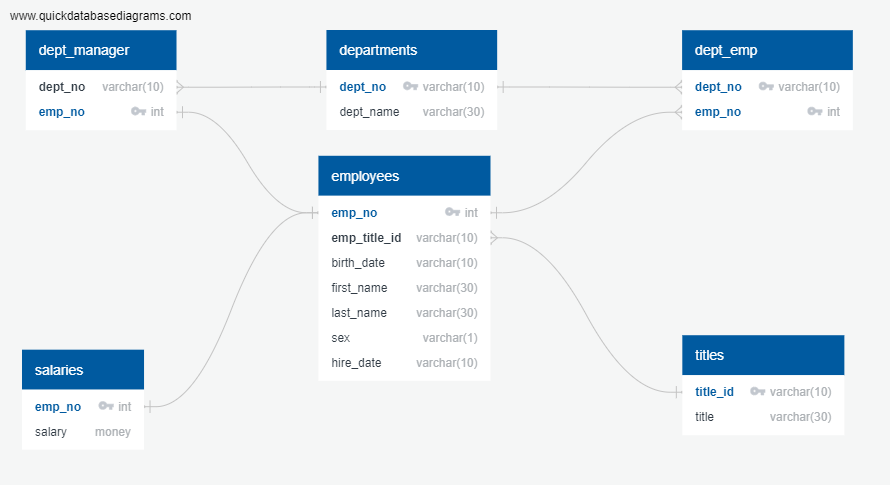 www.quickdatabasediagrams.com
dept_manager
dept_no varchar(10)
emp_no int
departments
dept_no varchar(10)
dept_name varchar(30)
dept_emp
dept_no varchar(10)
emp_no int
employees
emp_no int
emp_title_id varchar(10)
birth_date varchar(10)
first_name varchar(30)
last_name varchar(30)
sex varchar(1)
hire_date varchar(10)
salaries
emp_no int
salary money
titles
title_id varchar(10)
title varchar(30)